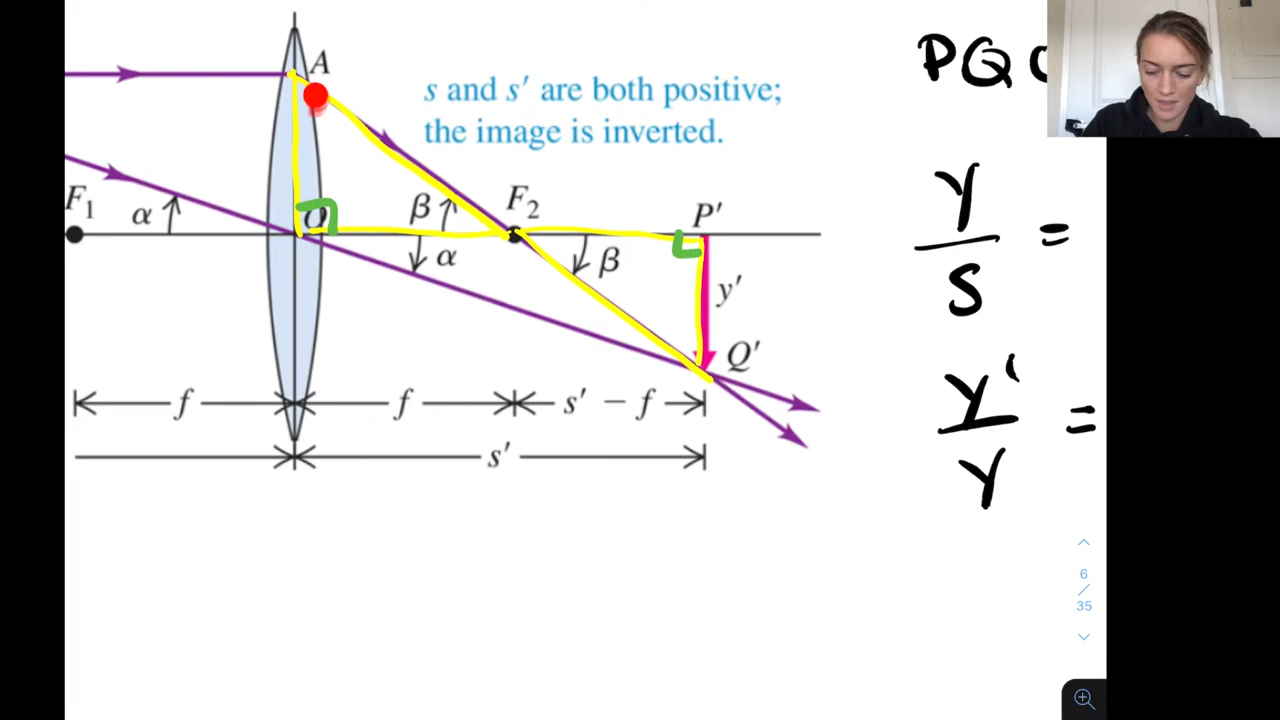 A
s and s′ are both positive;
the image is inverted.
F₁
α
O
β
F₂
P′
α
β
y′
Q′
f
f
s′ − f
s′
PQ
y
s
=
y′
y
=
6
/
35